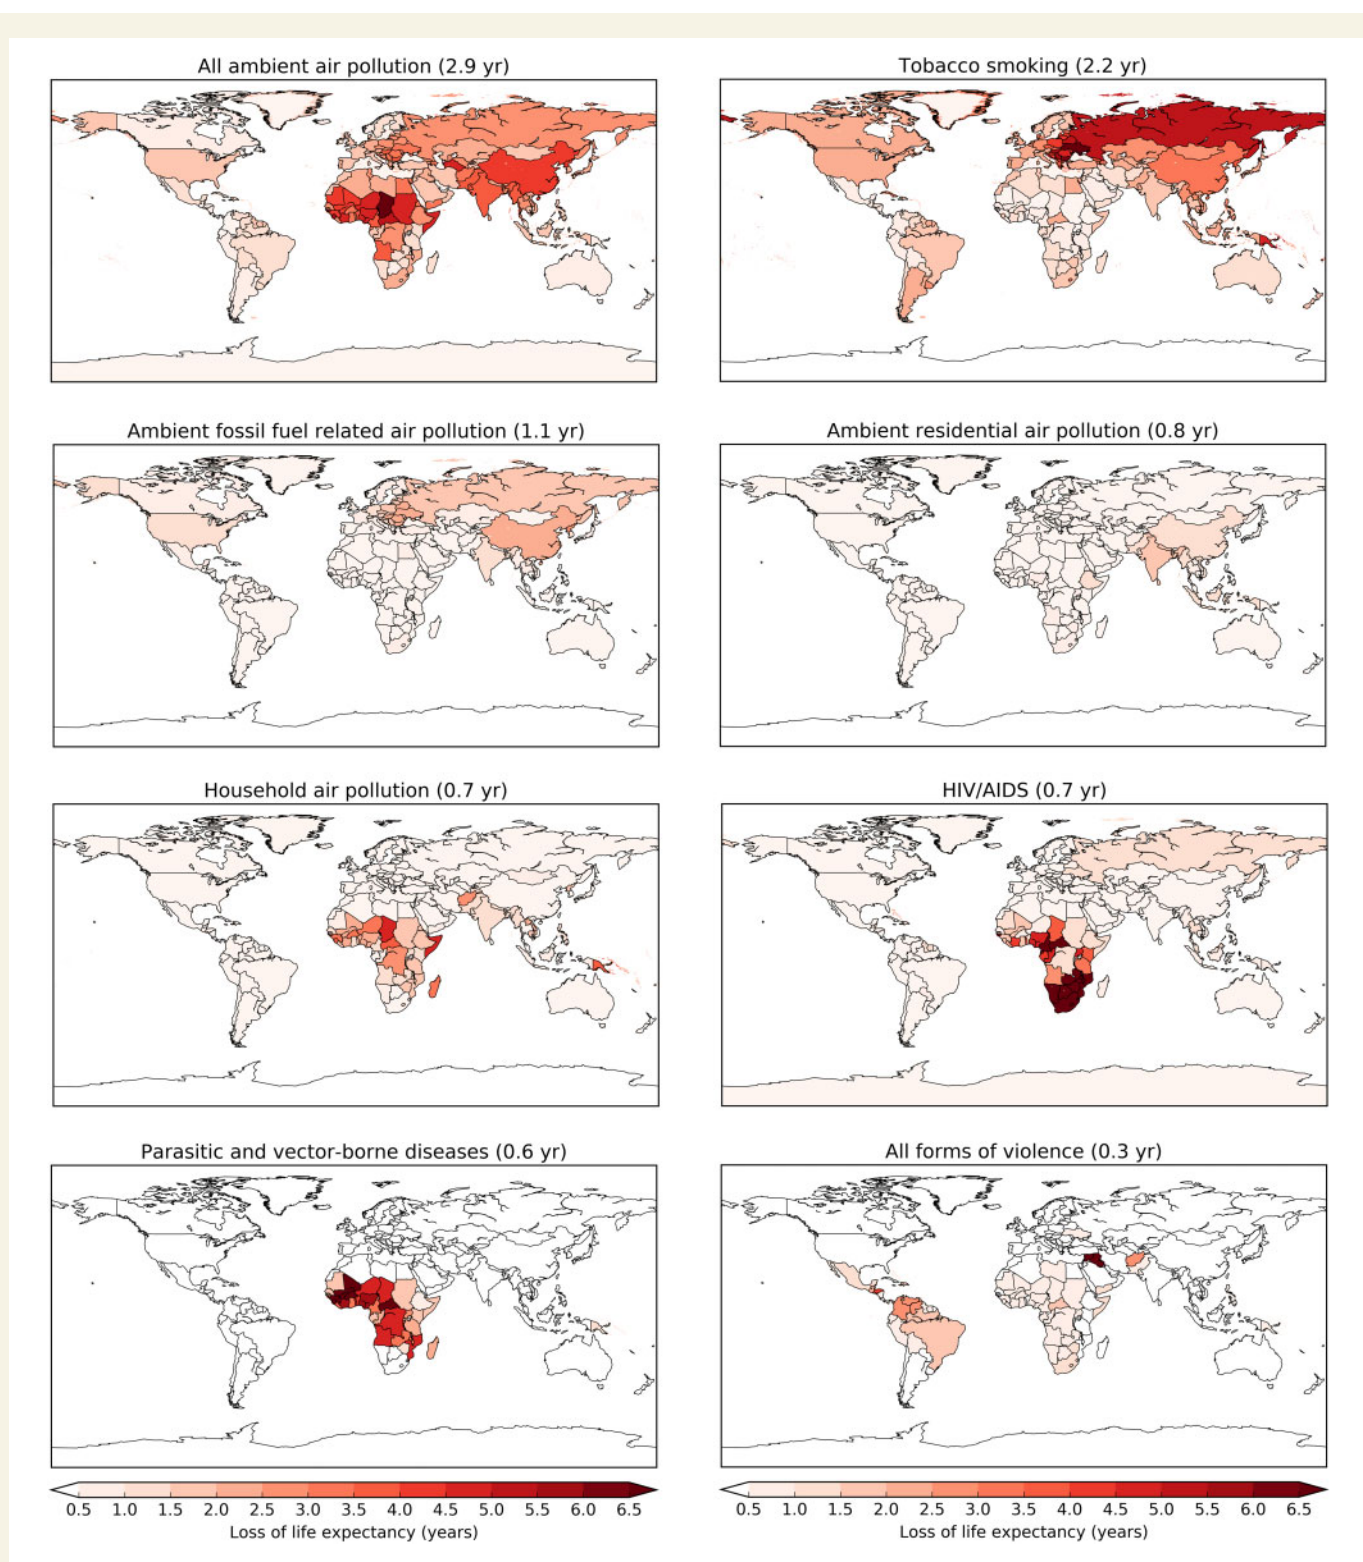 All ambient air pollution (2.9 yr)
Tobacco smoking (2.2 yr)
Ambient fossil fuel related air pollution (1.1 yr)
Ambient residential air pollution (0.8 yr)
Household air pollution (0.7 yr)
HIV/AIDS (0.7 yr)
Parasitic and vector-borne diseases (0.6 yr)
All forms of violence (0.3 yr)
0.5 1.0 1.5 2.0 2.5 3.0 3.5 4.0 4.5 5.0 5.5 6.0 6.5
Loss of life expectancy (years)
0.5 1.0 1.5 2.0 2.5 3.0 3.5 4.0 4.5 5.0 5.5 6.0 6.5
Loss of life expectancy (years)